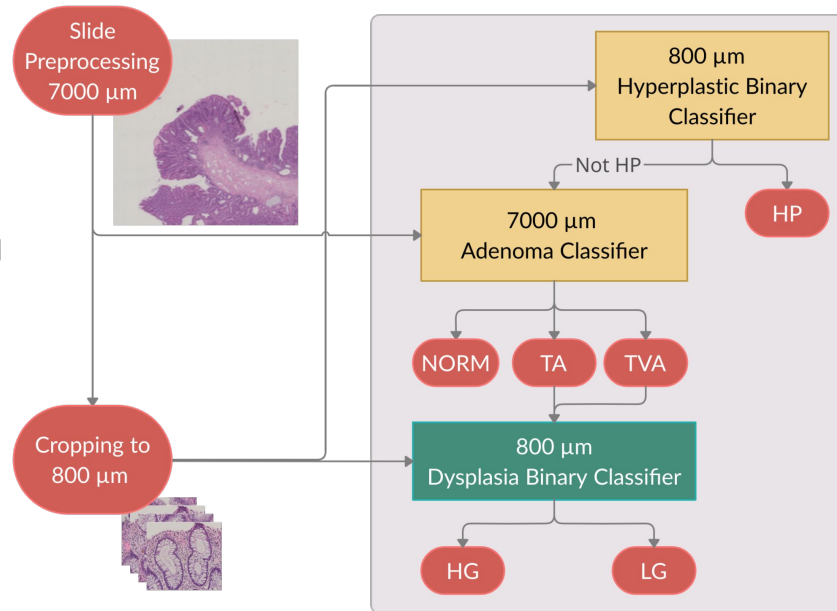 Slide
Preprocessing
7000 µm
800 µm
Hyperplastic Binary
Classifier
Not HP
HP
7000 µm
Adenoma Classifier
NORM
TA
TVA
Cropping to
800 µm
800 µm
Dysplasia Binary Classifier
HG
LG